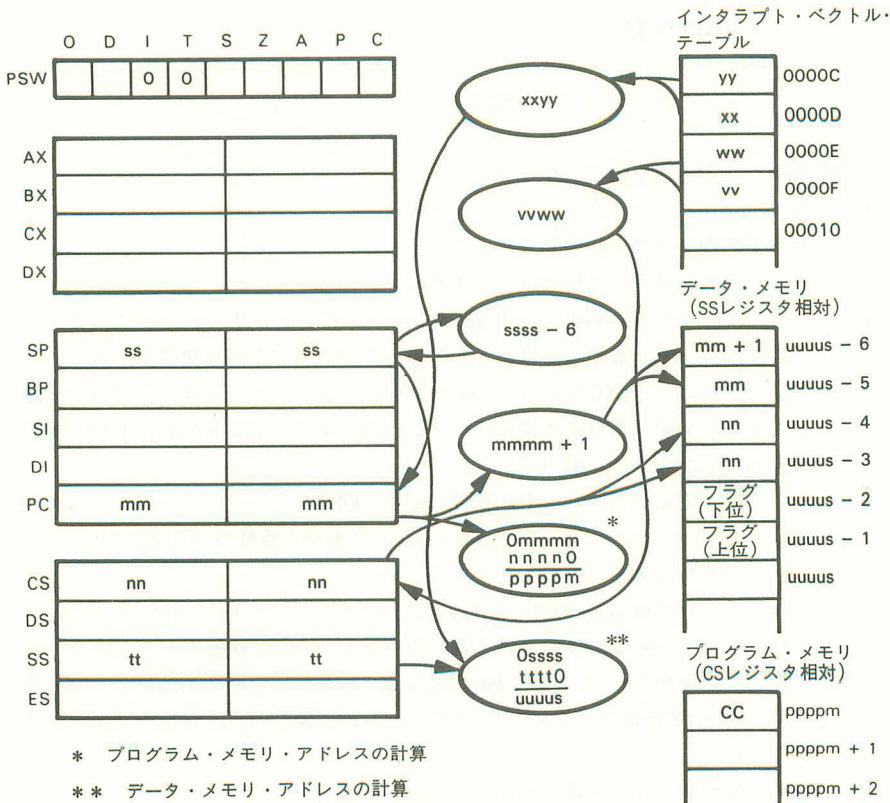 O D I T S Z A P C
PSW 0 0
AX
BX
CX
DX
SP ss ss
BP
SI
DI
PC mm mm
CS nn nn
DS
SS tt tt
ES
xxyy
vvww
ssss − 6
mmmm + 1
*
0mmmm
nnnn0
ppppm
**
0ssss
tttt0
uuuus
インタラプト・ベクトル・
テーブル
yy 0000C
xx 0000D
ww 0000E
vv 0000F
00010
データ・メモリ
(SSレジスタ相対)
mm + 1 uuuus − 6
mm uuuus − 5
nn uuuus − 4
nn uuuus − 3
フラグ
(下位) uuuus − 2
フラグ
(上位) uuuus − 1
uuuus
プログラム・メモリ
(CSレジスタ相対)
CC ppppm
ppppm + 1
ppppm + 2
* プログラム・メモリ・アドレスの計算
** データ・メモリ・アドレスの計算